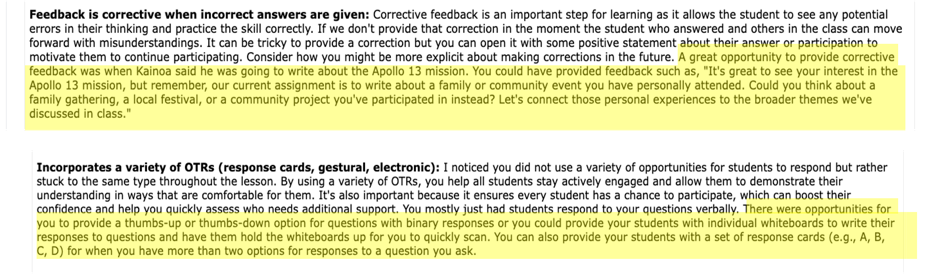 Feedback is corrective when incorrect answers are given: Corrective feedback is an important step for learning as it allows the student to see any potential
errors in their thinking and practice the skill correctly. If we don't provide that correction in the moment the student who answered and others in the class can move
forward with misunderstandings. It can be tricky to provide a correction but you can open it with some positive statement about their answer or participation to
motivate them to continue participating. Consider how you might be more explicit about making corrections in the future. A great opportunity to provide corrective
feedback was when Kainoa said he was going to write about the Apollo 13 mission. You could have provided feedback such as, "It's great to see your interest in the
Apollo 13 mission, but remember, our current assignment is to write about a family or community event you have personally attended. Could you think about a
family gathering, a local festival, or a community project you've participated in instead? Let's connect those personal experiences to the broader themes we've
discussed in class."
Incorporates a variety of OTRs (response cards, gestural, electronic): I noticed you did not use a variety of opportunities for students to respond but rather
stuck to the same type throughout the lesson. By using a variety of OTRs, you help all students stay actively engaged and allow them to demonstrate their
understanding in ways that are comfortable for them. It's also important because it ensures every student has a chance to participate, which can boost their
confidence and help you quickly assess who needs additional support. You mostly just had students respond to your questions verbally. There were opportunities for
you to provide a thumbs-up or thumbs-down option for questions with binary responses or you could provide your students with individual whiteboards to write their
responses to questions and have them hold the whiteboards up for you to quickly scan. You can also provide your students with a set of response cards (e.g., A, B,
C, D) for when you have more than two options for responses to a question you ask.